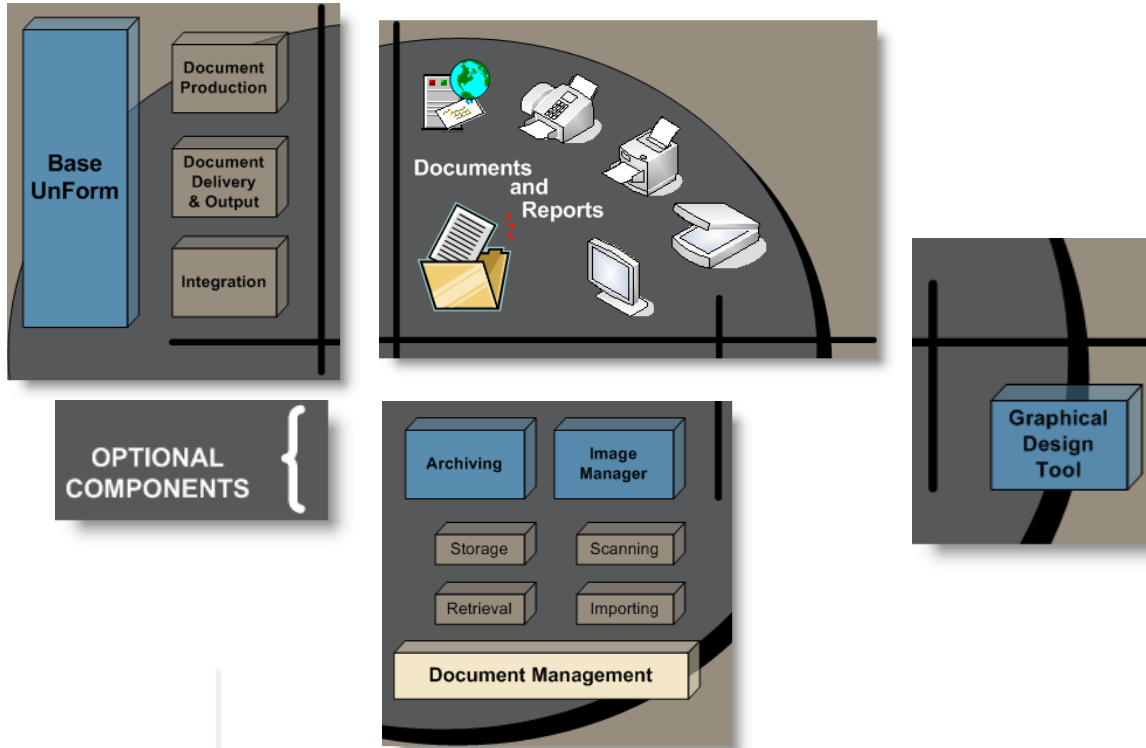 Base
UnForm
Document
Production
Document
Delivery
& Output
Integration
Documents
and
Reports
OPTIONAL
COMPONENTS
Archiving
Image
Manager
Storage
Scanning
Retrieval
Importing
Document Management
Graphical
Design
Tool